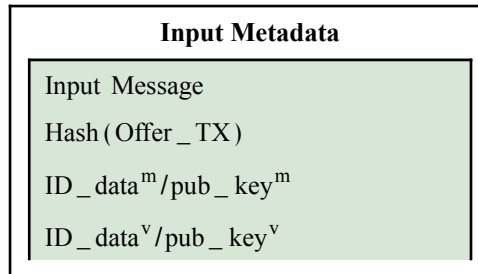 Input Metadata
Input Message
Hash(Offer_TX)
ID_data^m/pub_key^m
ID_data^v/pub_key^v